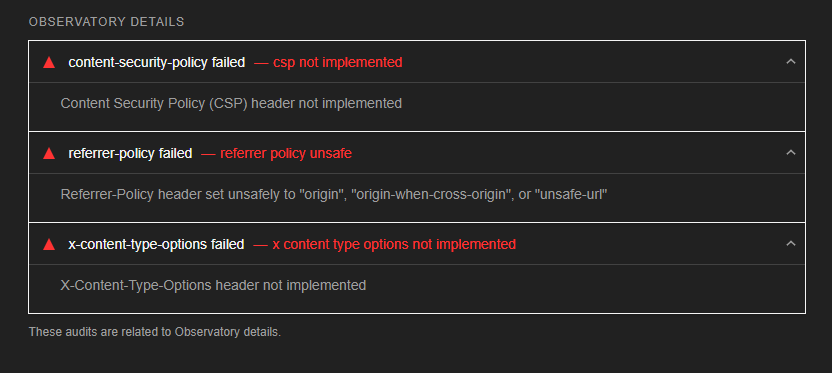 OBSERVATORY DETAILS
content-security-policy failed — csp not implemented
Content Security Policy (CSP) header not implemented
referrer-policy failed — referrer policy unsafe
Referrer-Policy header set unsafely to "origin", "origin-when-cross-origin", or "unsafe-url"
x-content-type-options failed — x content type options not implemented
X-Content-Type-Options header not implemented
These audits are related to Observatory details.